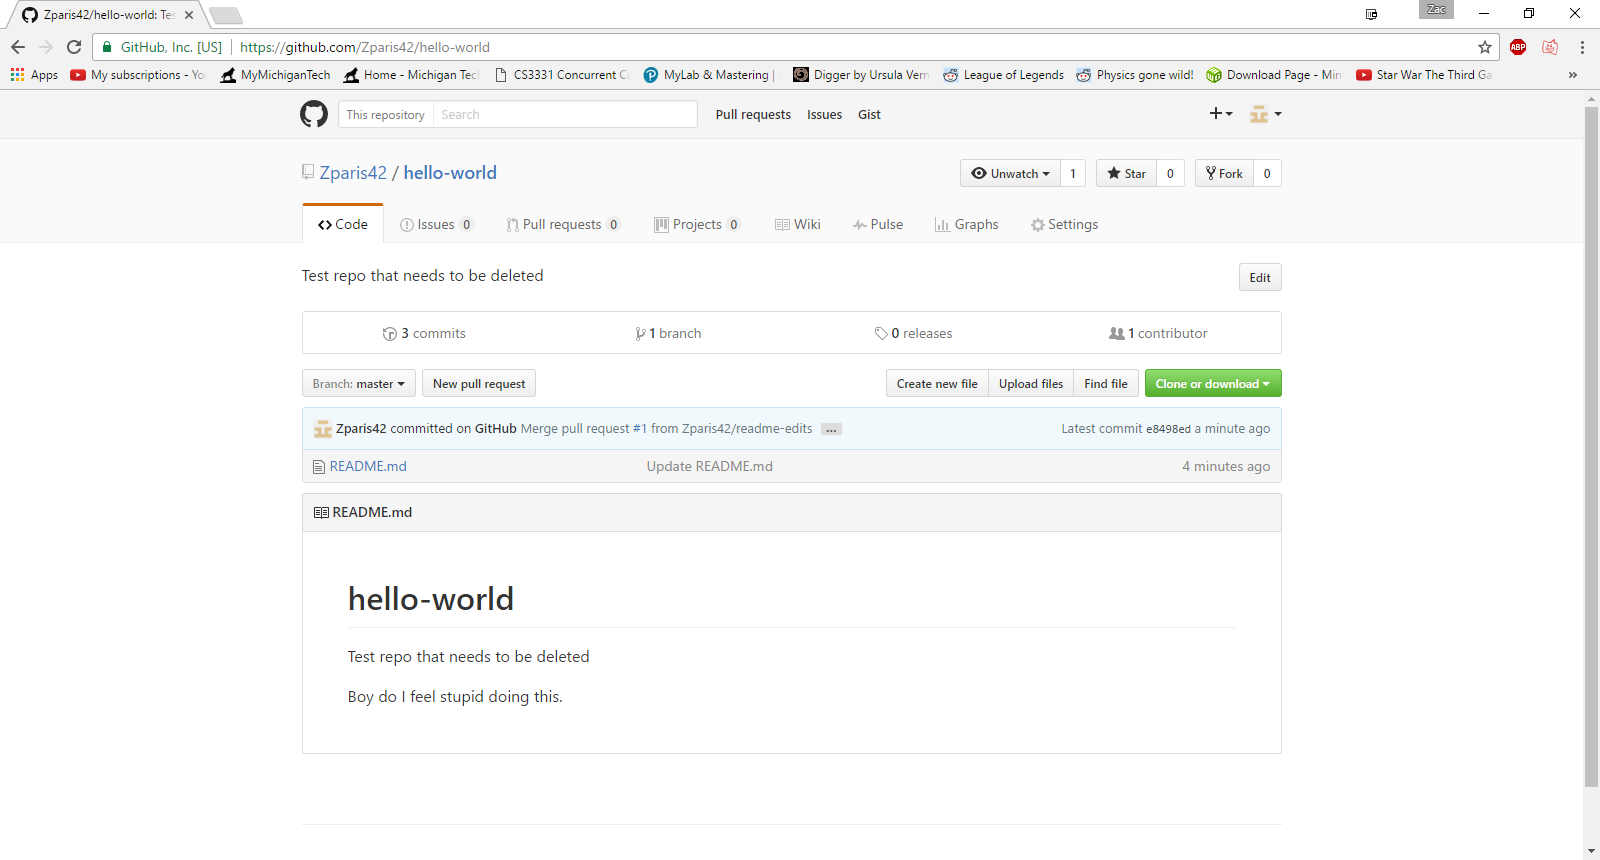 Zparis42/hello-world: Tes
Zac
GitHub, Inc. [US] https://github.com/Zparis42/hello-world
ABP
Apps My subscriptions - Yo MyMichiganTech Home - Michigan Tec CS3331 Concurrent C MyLab & Mastering | Digger by Ursula Vern League of Legends Physics gone wild! Download Page - Min Star War The Third Ga »
This repository Search Pull requests Issues Gist
Zparis42 / hello-world Unwatch 1 Star 0 Fork 0
Code Issues 0 Pull requests 0 Projects 0 Wiki Pulse Graphs Settings
Test repo that needs to be deleted Edit
3 commits 1 branch 0 releases 1 contributor
Branch: master New pull request Create new file Upload files Find file Clone or download
Zparis42 committed on GitHub Merge pull request #1 from Zparis42/readme-edits … Latest commit e8498ed a minute ago
README.md Update README.md 4 minutes ago
README.md
hello-world
Test repo that needs to be deleted
Boy do I feel stupid doing this.